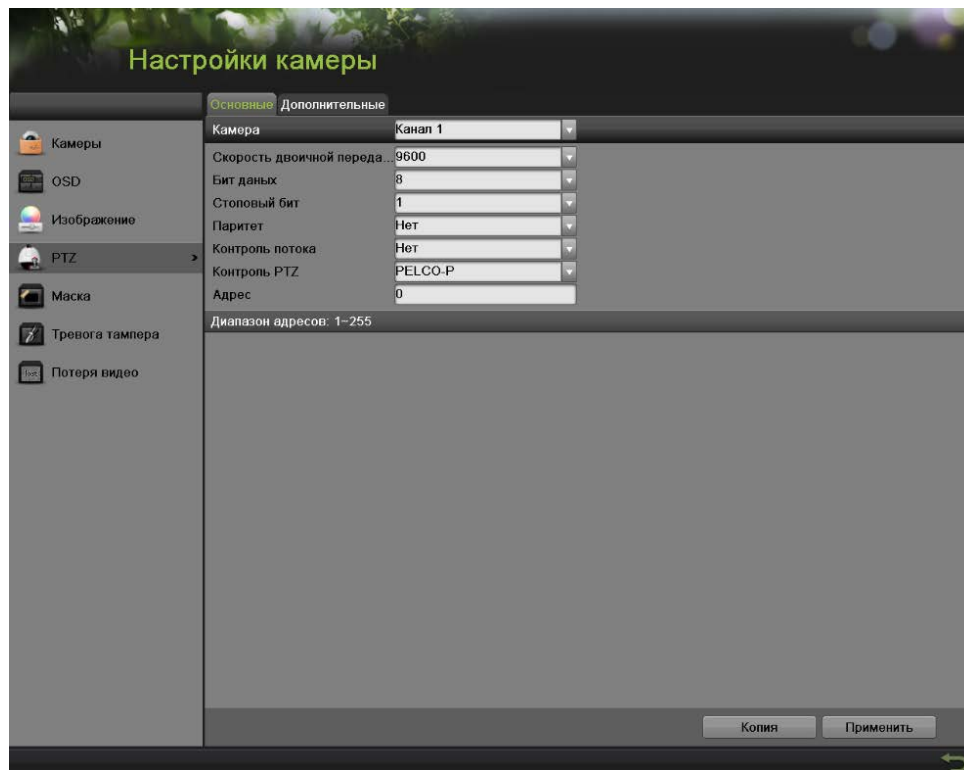 Настройки камеры
Основные Дополнительные
Камера Канал 1
Камеры
OSD
Изображение
PTZ
Маска
Тревога тампера
Потеря видео
Скорость двоичной переда... 9600
Бит даных 8
Стоповый бит 1
Паритет Нет
Контроль потока Нет
Контроль PTZ PELCO-P
Адрес 0
Диапазон адресов: 1~255
Копия Применить